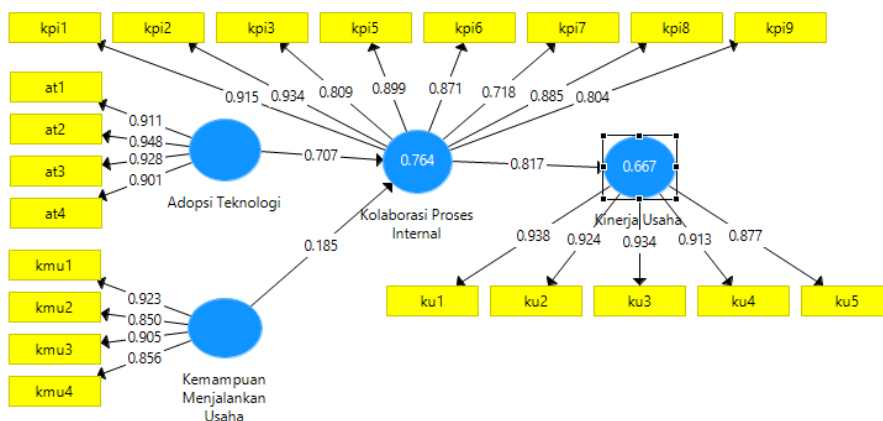 kpi1 kpi2 kpi3 kpi5 kpi6 kpi7 kpi8 kpi9
0.915 0.934 0.809 0.899 0.871 0.718 0.885 0.804
at1
at2
at3
at4
0.911
0.948
0.928
0.901
Adopsi Teknologi
0.707
0.764
Kolaborasi Proses
Internal
0.817
0.667
Kinerja Usaha
0.185
kmu1
kmu2
kmu3
kmu4
0.923
0.850
0.905
0.856
Kemampuan
Menjalankan
Usaha
0.938 0.924 0.934 0.913 0.877
ku1 ku2 ku3 ku4 ku5